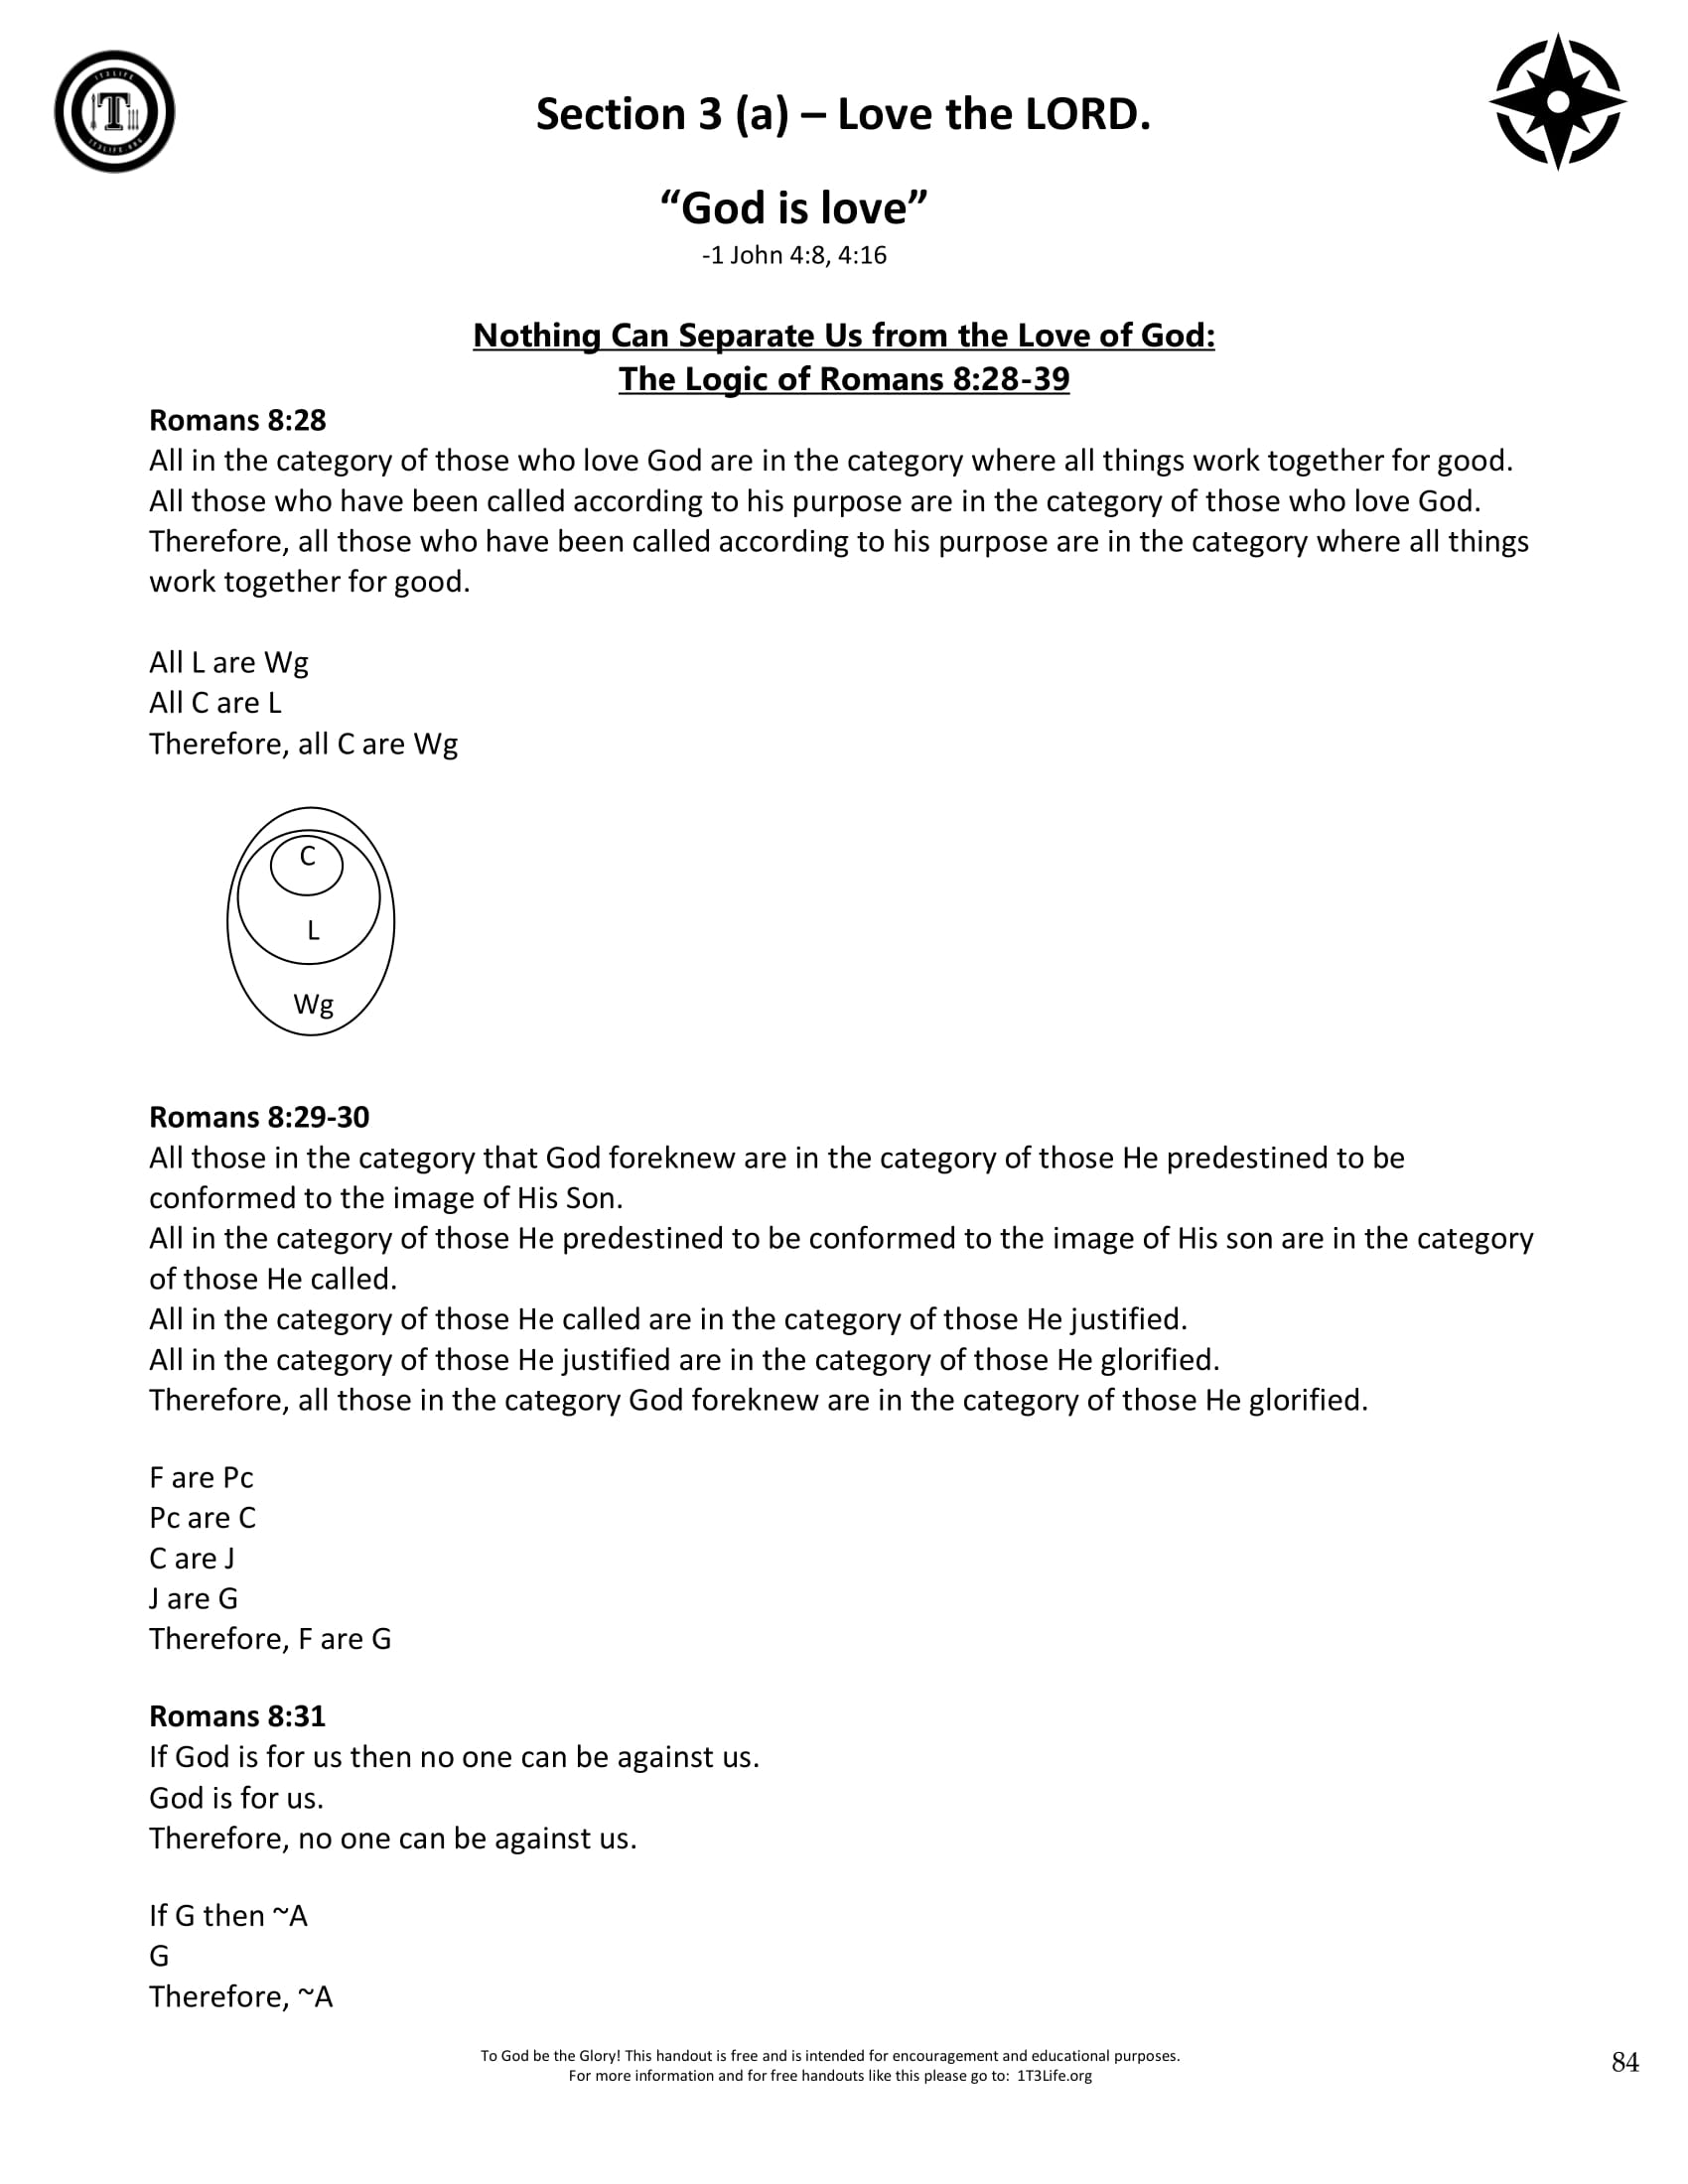 1T3LIFE
T
1T3LIFE.ORG
Section 3 (a) – Love the LORD.
“God is love”
-1 John 4:8, 4:16
Nothing Can Separate Us from the Love of God:
The Logic of Romans 8:28-39
Romans 8:28
All in the category of those who love God are in the category where all things work together for good.
All those who have been called according to his purpose are in the category of those who love God.
Therefore, all those who have been called according to his purpose are in the category where all things
work together for good.
All L are Wg
All C are L
Therefore, all C are Wg
C
L
Wg
Romans 8:29-30
All those in the category that God foreknew are in the category of those He predestined to be
conformed to the image of His Son.
All in the category of those He predestined to be conformed to the image of His son are in the category
of those He called.
All in the category of those He called are in the category of those He justified.
All in the category of those He justified are in the category of those He glorified.
Therefore, all those in the category God foreknew are in the category of those He glorified.
F are Pc
Pc are C
C are J
J are G
Therefore, F are G
Romans 8:31
If God is for us then no one can be against us.
God is for us.
Therefore, no one can be against us.
If G then ~A
G
Therefore, ~A
To God be the Glory! This handout is free and is intended for encouragement and educational purposes.
For more information and for free handouts like this please go to:  1T3Life.org
84